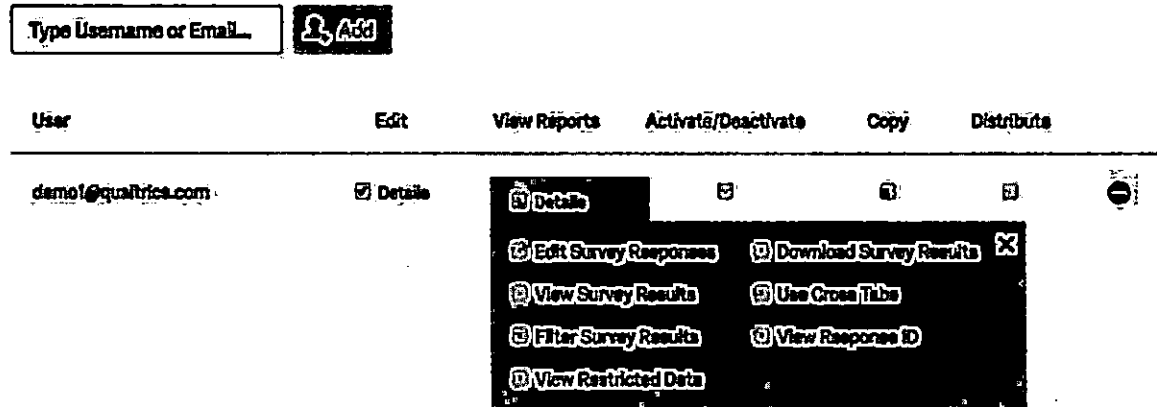 Type Username or Email... Add
User Edit View Reports Activate/Deactivate Copy Distribute
demo1@qualtrics.com Details Details
Edit Survey Responses Download Survey Results
View Survey Results Use Cross Tabs
Filter Survey Results View Response ID
View Restricted Data